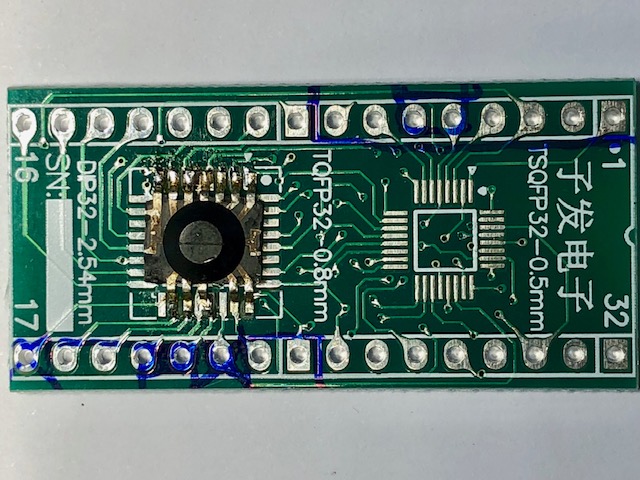 16
SN:
DIP32-2.54mm
17
TQFP32-0.8mm
TSQFP32-0.5mm
子发电子
1
32